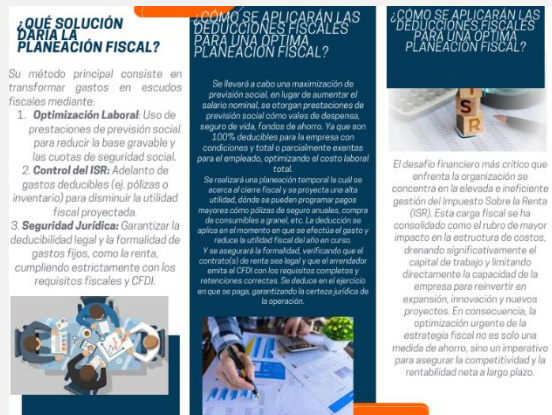 ¿QUÉ SOLUCIÓN
DARÍA LA
PLANEACIÓN FISCAL?
Su método principal consiste en
transformar gastos en escudos
fiscales mediante:
1. Optimización Laboral: Uso de
prestaciones de previsión social
para reducir la base gravable y
las cuotas de seguridad social.
2. Control del ISR: Adelanto de
gastos deducibles (ej. pólizas o
inventario) para disminuir la utilidad
fiscal proyectada.
3. Seguridad Jurídica: Garantizar la
deducibilidad legal y la formalidad de
gastos fijos, como la renta,
cumpliendo estrictamente con los
requisitos fiscales y CFDI.
¿CÓMO SE APLICARÁN LAS
DEDUCCIONES FISCALES
PARA UNA OPTIMA
PLANEACIÓN FISCAL?
Se llevará a cabo una maximización de
previsión social, en lugar de aumentar el
salario nominal, se otorgan prestaciones de
previsión social cómo vales de despensa,
seguro de vida, fondos de ahorro. Ya que son
100% deducibles para la empresa con
condiciones y total o parcialmente exentas
para el empleado, optimizando el costo laboral
total.
Se realizará una planeación temporal la cuál se
acerca al cierre fiscal y se proyecta una alta
utilidad, dónde se pueden programar pagos
mayores cómo pólizas de seguro anuales, compra
de consumibles a granel, etc. La deducción se
aplica en el momento en que se efectúa el gasto y
reduce la utilidad fiscal del año en curso.
Y se asegurará la formalidad, verificando que el
contrato(s) de renta sea legal y que el arrendador
emita el CFDI con los requisitos completos y
retenciones correctas. Se deduce en el ejercicio
en que se paga, garantizando la certeza jurídica de
la operación.
¿CÓMO SE APLICARÁN LAS
DEDUCCIONES FISCALES
PARA UNA OPTIMA
PLANEACIÓN FISCAL?
I
S
R
El desafío financiero más crítico que
enfrenta la organización se
concentra en la elevada e ineficiente
gestión del Impuesto Sobre la Renta
(ISR). Esta carga fiscal se ha
consolidado como el rubro de mayor
impacto en la estructura de costos,
drenando significativamente el
capital de trabajo y limitando
directamente la capacidad de la
empresa para reinvertir en
expansión, innovación y nuevos
proyectos. En consecuencia, la
optimización urgente de la
estrategia fiscal no es solo una
medida de ahorro, sino un imperativo
para asegurar la competitividad y la
rentabilidad neta a largo plazo.